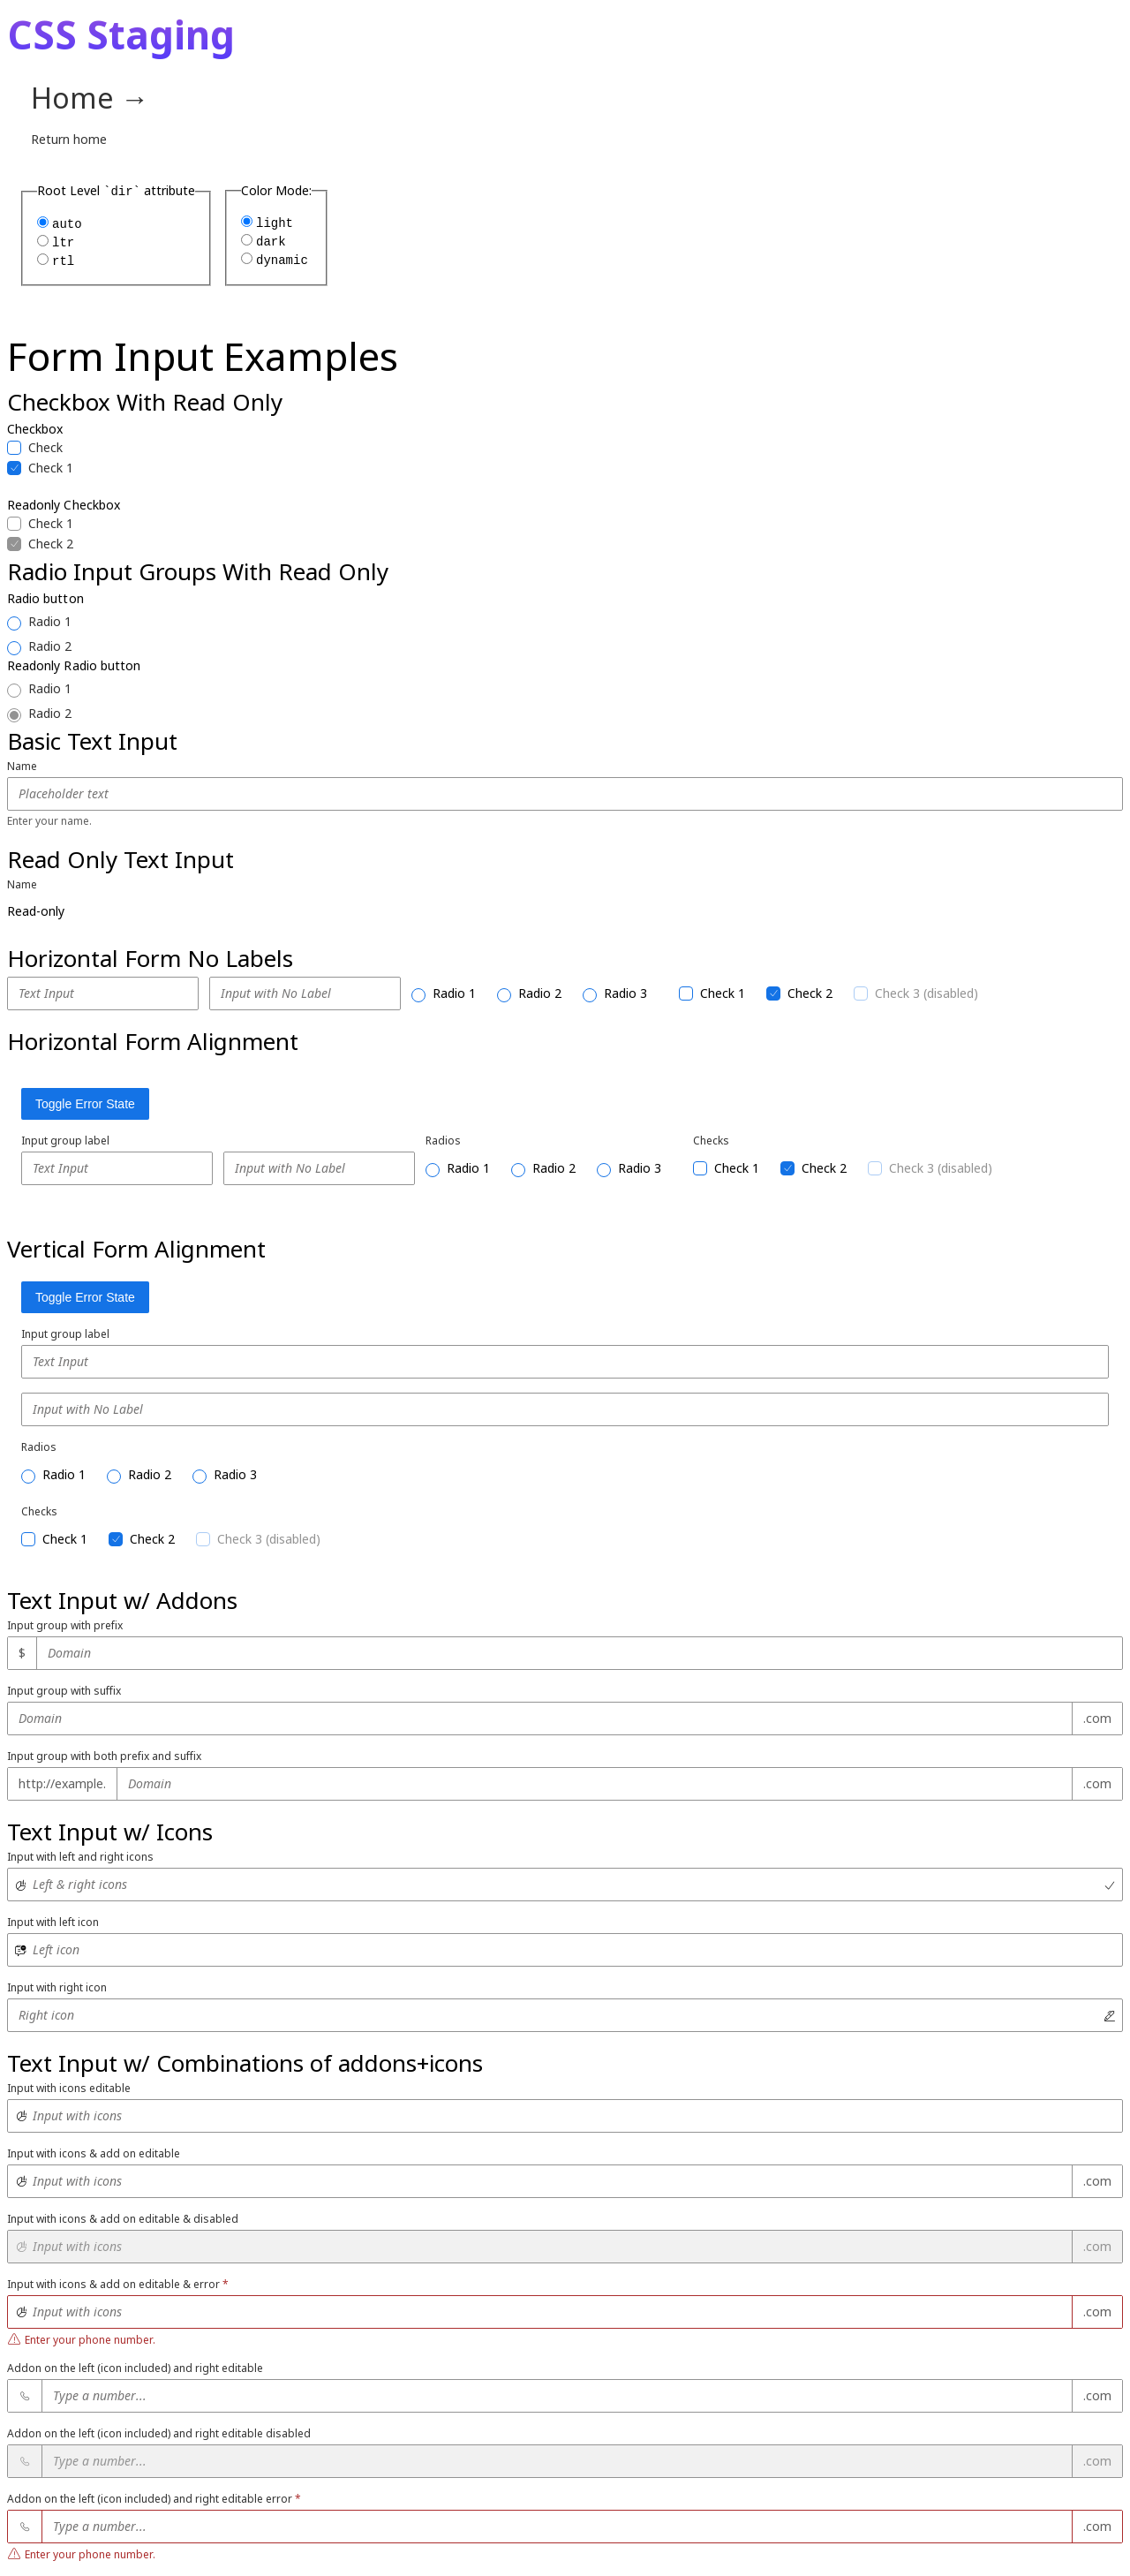 CSS Staging
Home →
Return home
Root Level `dir` attribute
auto
ltr
rtl
Color Mode:
light
dark
dynamic
Form Input Examples
Checkbox With Read Only
Checkbox
Check
Check 1
Readonly Checkbox
Check 1
Check 2
Radio Input Groups With Read Only
Radio button
Radio 1
Radio 2
Readonly Radio button
Radio 1
Radio 2
Basic Text Input
Name
Placeholder text
Enter your name.
Read Only Text Input
Name
Read-only
Horizontal Form No Labels
Text Input Input with No Label Radio 1 Radio 2 Radio 3 Check 1 Check 2 Check 3 (disabled)
Horizontal Form Alignment
Toggle Error State
Input group label Radios Checks
Text Input Input with No Label Radio 1 Radio 2 Radio 3 Check 1 Check 2 Check 3 (disabled)
Vertical Form Alignment
Toggle Error State
Input group label
Text Input
Input with No Label
Radios
Radio 1 Radio 2 Radio 3
Checks
Check 1 Check 2 Check 3 (disabled)
Text Input w/ Addons
Input group with prefix
$ Domain
Input group with suffix
Domain .com
Input group with both prefix and suffix
http://example. Domain .com
Text Input w/ Icons
Input with left and right icons
Left & right icons
Input with left icon
Left icon
Input with right icon
Right icon
Text Input w/ Combinations of addons+icons
Input with icons editable
Input with icons
Input with icons & add on editable
Input with icons .com
Input with icons & add on editable & disabled
Input with icons .com
Input with icons & add on editable & error *
Input with icons .com
Enter your phone number.
Addon on the left (icon included) and right editable
Type a number... .com
Addon on the left (icon included) and right editable disabled
Type a number... .com
Addon on the left (icon included) and right editable error *
Type a number... .com
Enter your phone number.